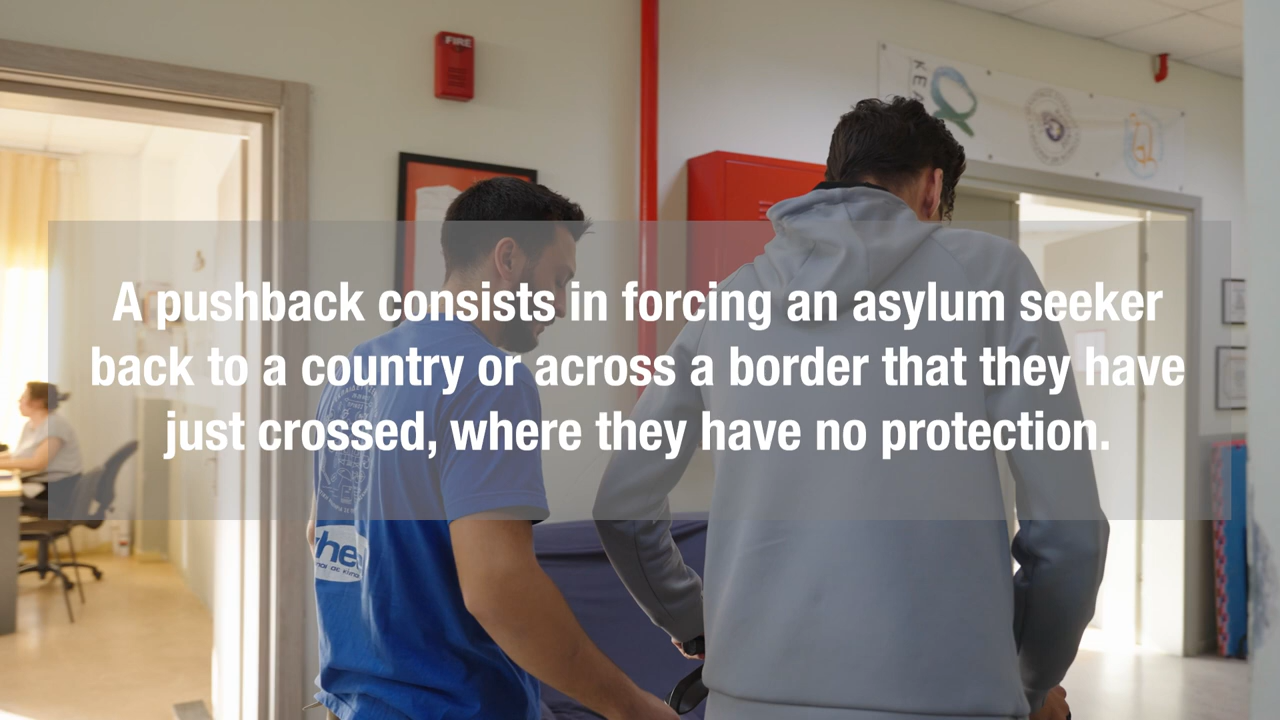 FIRE
KEA
A pushback consists in forcing an asylum seeker
back to a country or across a border that they have
just crossed, where they have no protection.